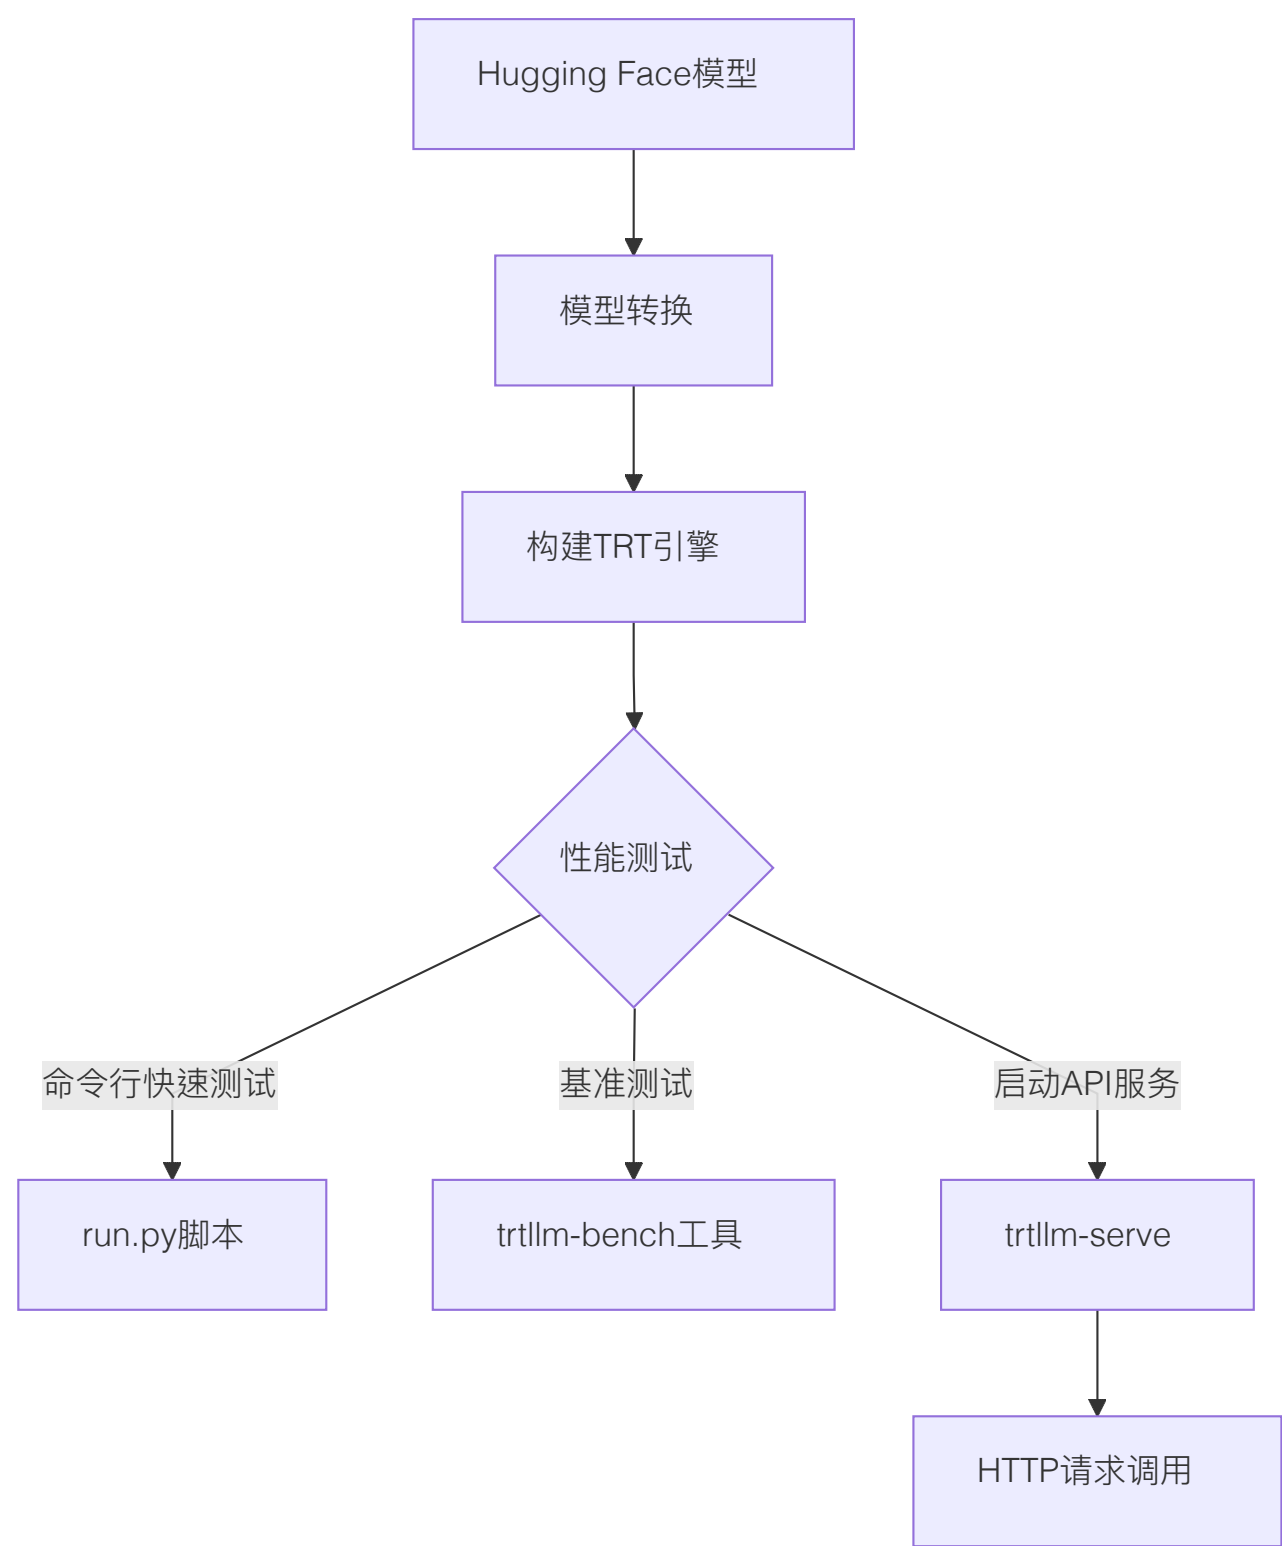 Hugging Face模型
模型转换
构建TRT引擎
性能测试
命令行快速测试
基准测试
启动API服务
run.py脚本
trtllm-bench工具
trtllm-serve
HTTP请求调用